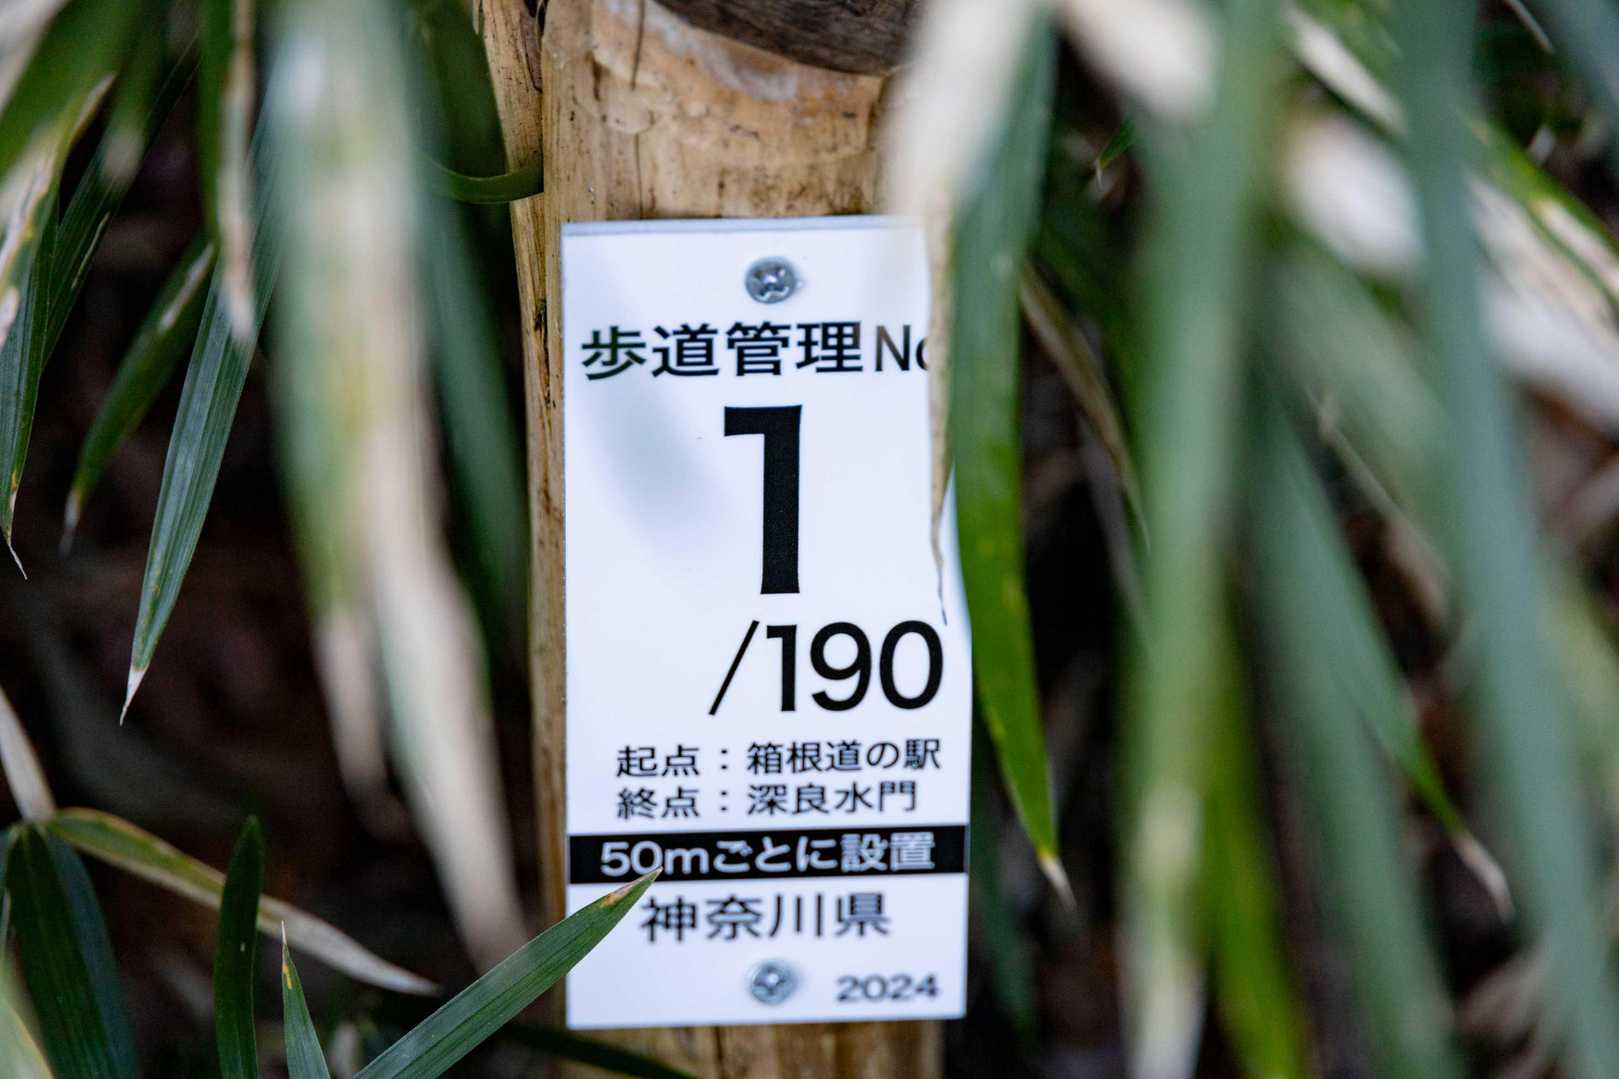 歩道管理No
1
/190
起点：箱根道の駅
終点：深良水門
50mごとに設置
神奈川県
2024